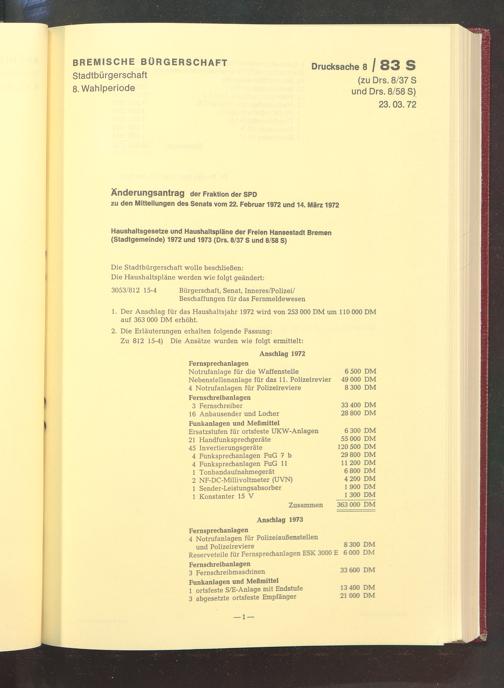 BREMISCHE BÜRGERSCHAFT
Stadtbürgerschaft
8. Wahlperiode
Drucksache 8 / 83 S
(zu Drs. 8/37 S
und Drs. 8/58 S)
23. 03. 72
Änderungsantrag der Fraktion der SPD
zu den Mitteilungen des Senats vom 22. Februar 1972 und 14. März 1972
Haushaltsgesetze und Haushaltspläne der Freien Hansestadt Bremen
(Stadtgemeinde) 1972 und 1973 (Drs. 8/37 S und 8/58 S)
Die Stadtbürgerschaft wolle beschließen:
Die Haushaltspläne werden wie folgt geändert:
3053/812 15-4 Bürgerschaft, Senat, Inneres/Polizei/
Beschaffungen für das Fernmeldewesen
1. Der Anschlag für das Haushaltsjahr 1972 wird von 253 000 DM um 110 000 DM
auf 363 000 DM erhöht.
2. Die Erläuterungen erhalten folgende Fassung:
Zu 812 15-4) Die Ansätze wurden wie folgt ermittelt:
Anschlag 1972
Fernsprechanlagen
Notrufanlage für die Waffenstelle 6 500 DM
Nebenstellenanlage für das 11. Polizeirevier 49 000 DM
4 Notrufanlagen für Polizeireviere 8 300 DM
Fernschreibanlagen
3 Fernschreiber 33 400 DM
16 Anbausender und Locher 28 800 DM
Funkanlagen und Meßmittel
Ersatzstufen für ortsfeste UKW-Anlagen 6 300 DM
21 Handfunksprechgeräte 55 000 DM
45 Invertierungsgeräte 120 500 DM
4 Funksprechanlagen FuG 7 b 29 800 DM
4 Funksprechanlagen FuG 11 11 200 DM
1 Tonbandaufnahmegerät 6 800 DM
2 NF-DC-Millivoltmeter (UVN) 4 200 DM
1 Sender-Leistungsabsorber 1 900 DM
1 Konstanter 15 V 1 300 DM
Zusammen 363 000 DM
Anschlag 1973
Fernsprechanlagen
4 Notrufanlagen für Polizeiaußenstellen
und Polizeireviere 8 300 DM
Reserveteile für Fernsprechanlagen ESK 3000 E 6 000 DM
Fernschreibanlagen
3 Fernschreibmaschinen 33 600 DM
Funkanlagen und Meßmittel
1 ortsfeste S/E-Anlage mit Endstufe 13 400 DM
3 abgesetzte ortsfeste Empfänger 21 000 DM
— 1 —